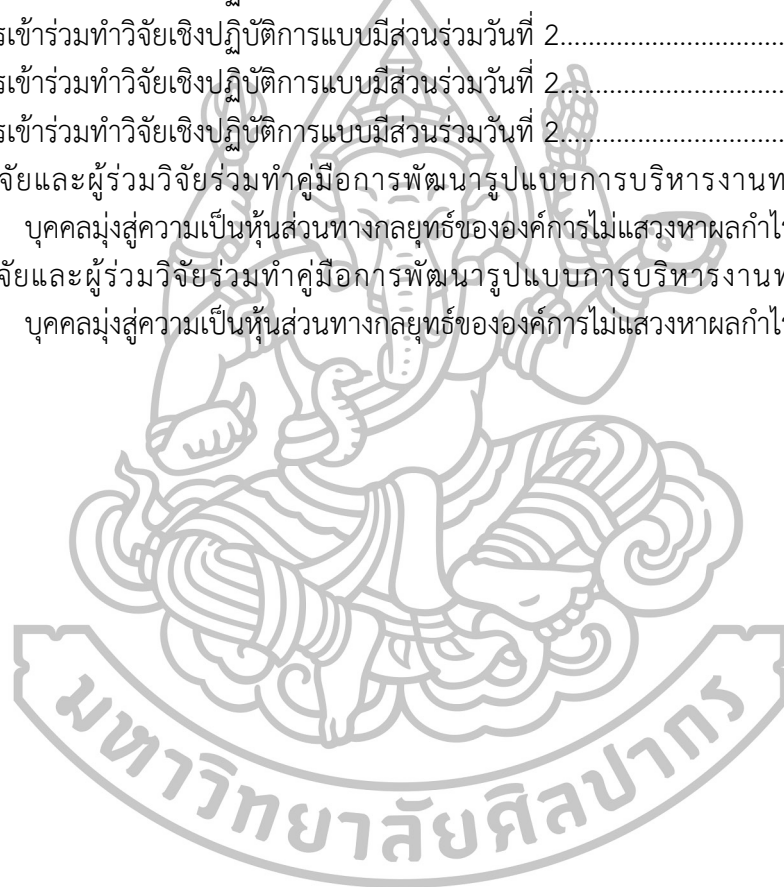 รเข้าร่วมทำวิจัยเชิงปฏิบัติการแบบมีส่วนร่วมวันที่ 2................................
รเข้าร่วมทำวิจัยเชิงปฏิบัติการแบบมีส่วนร่วมวันที่ 2................................
รเข้าร่วมทำวิจัยเชิงปฏิบัติการแบบมีส่วนร่วมวันที่ 2................................
จัยและผู้ร่วมวิจัยร่วมทำคู่มือการพัฒนารูปแบบการบริหารงานท
บุคคลมุ่งสู่ความเป็นหุ้นส่วนทางกลยุทธ์ขององค์การไม่แสวงหาผลกำไร
จัยและผู้ร่วมวิจัยร่วมทำคู่มือการพัฒนารูปแบบการบริหารงานท
บุคคลมุ่งสู่ความเป็นหุ้นส่วนทางกลยุทธ์ขององค์การไม่แสวงหาผลกำไร
มหาวิทยาลัยศิลปากร